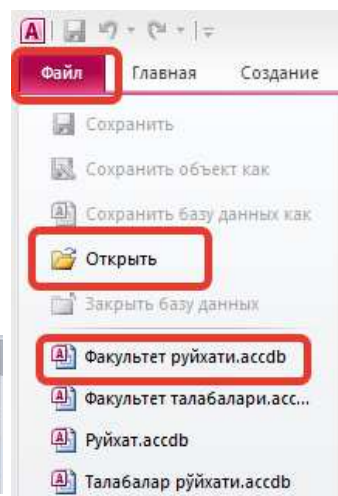 Файл Главная Создание
Сохранить
Сохранить объект как
Сохранить базу данных как
Открыть
Закрыть базу данных
Факультет руйхати.accdb
Факультет талабалари.acc...
Руйхат.accdb
Талабалар рўйхати.accdb